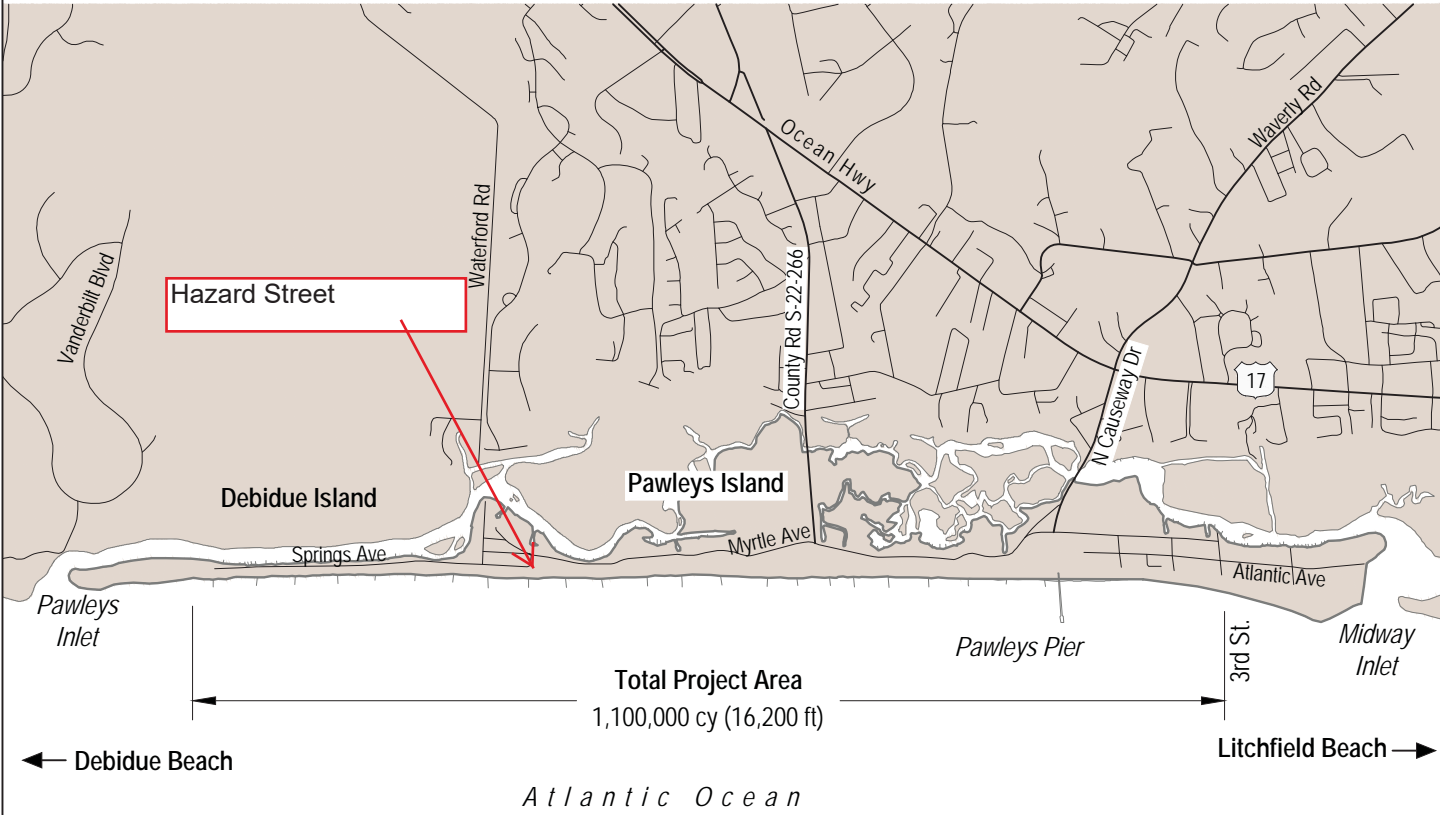 Ocean Hwy
Waverly Rd
Waterford Rd
Vanderbilt Blvd
Hazard Street
County Rd S-22-266
N Causeway Dr
17
Debidue Island
Pawleys Island
Springs Ave
Myrtle Ave
Atlantic Ave
Pawleys
Inlet
Pawleys Pier
3rd St.
Midway
Inlet
Total Project Area
1,100,000 cy (16,200 ft)
Debidue Beach
Litchfield Beach
Atlantic Ocean